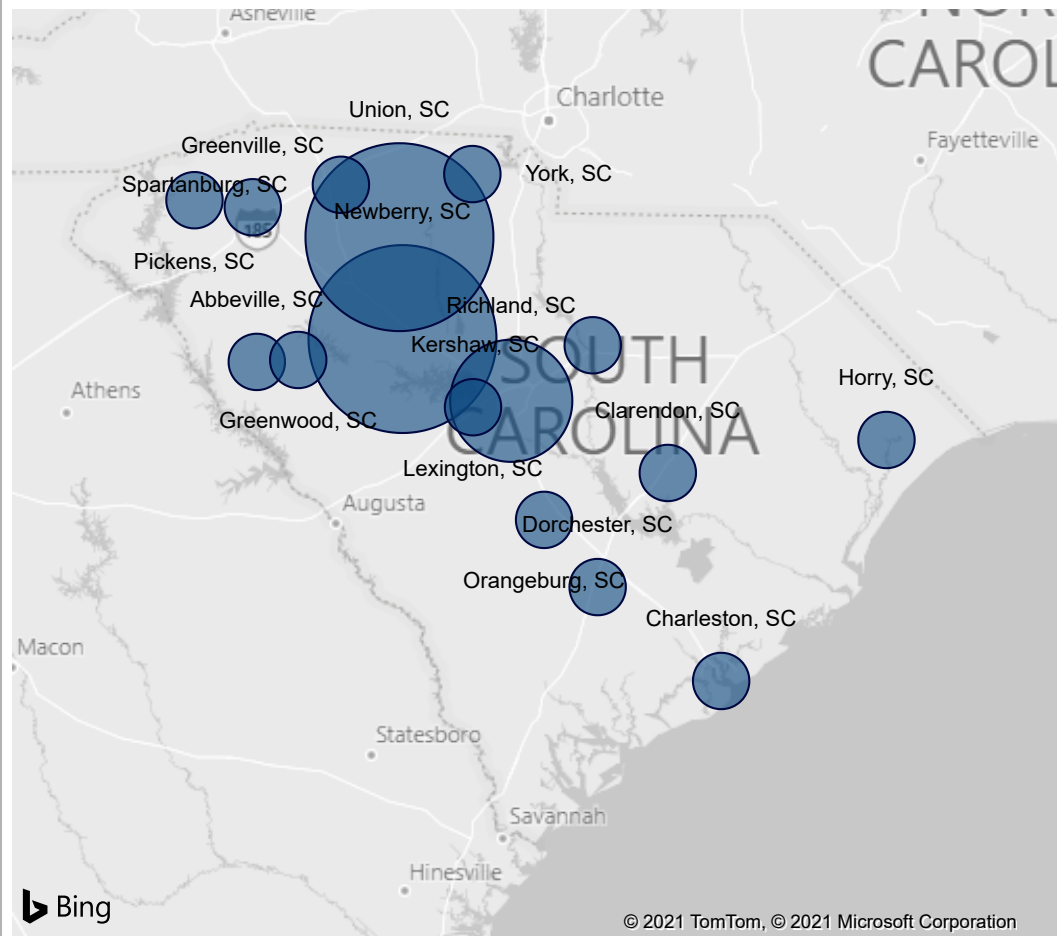 Asheville
CAROL
Charlotte
Union, SC
Fayetteville
Greenville, SC
York, SC
Spartanburg, SC
Newberry, SC
185
Pickens, SC
Abbeville, SC
Richland, SC
Kershaw, SC
SOUTH
CAROLINA
Horry, SC
Athens
Clarendon, SC
Greenwood, SC
Lexington, SC
Augusta
Dorchester, SC
Orangeburg, SC
Charleston, SC
Macon
Statesboro
Savannah
Hinesville
Bing
© 2021 TomTom, © 2021 Microsoft Corporation